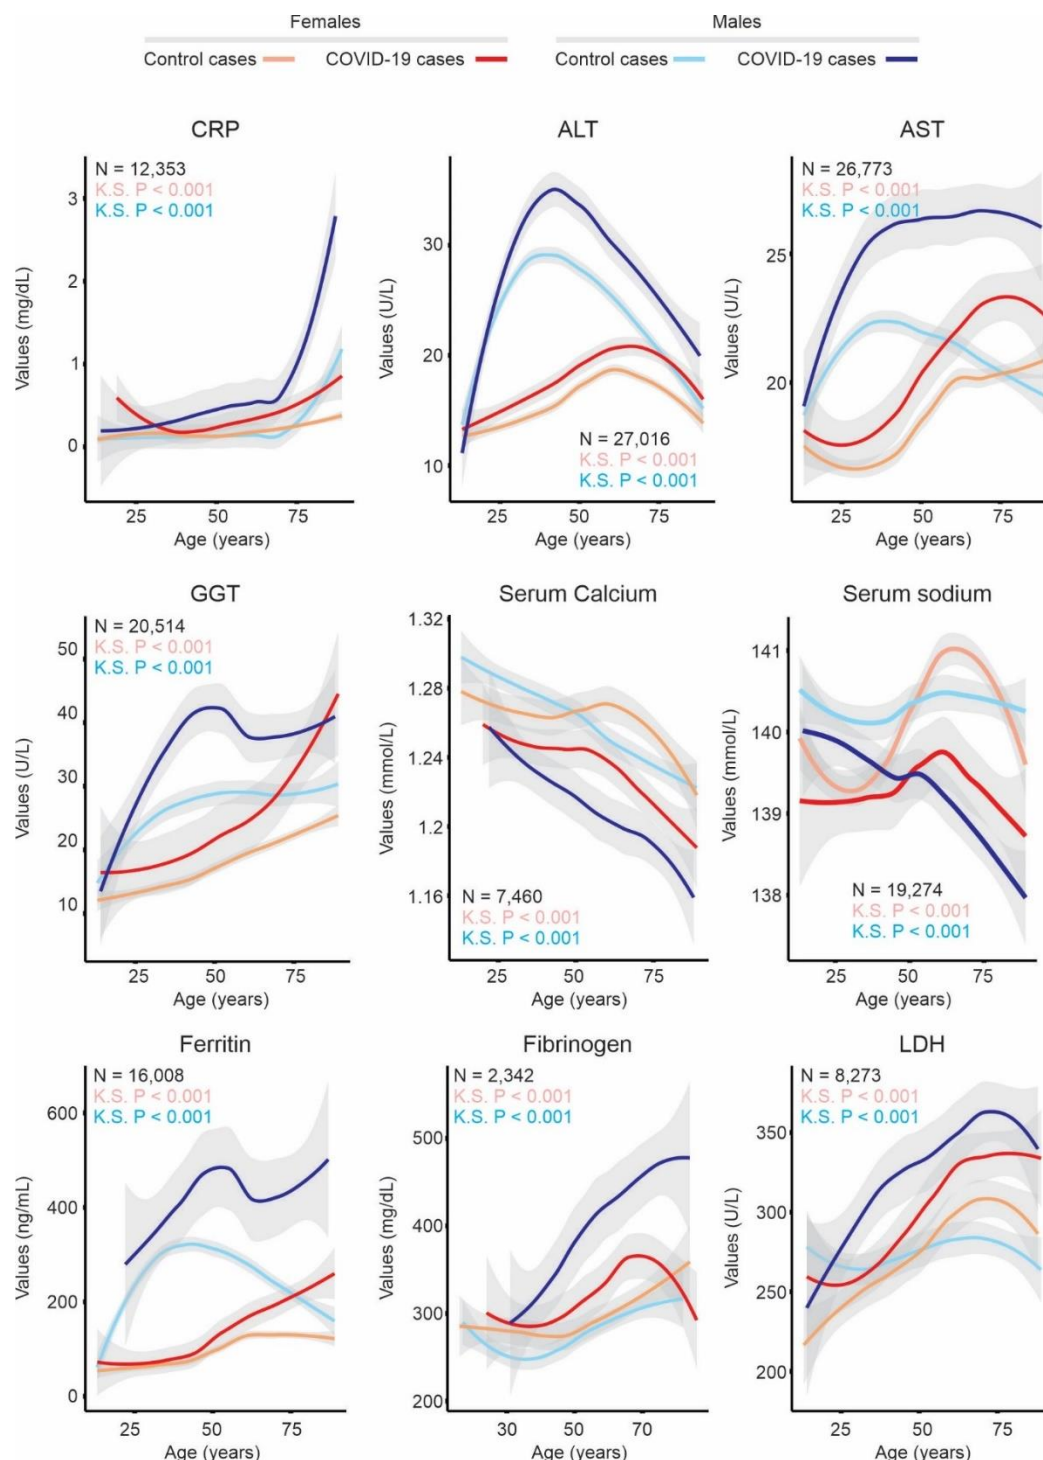 Females
Males
Control cases
COVID-19 cases
Control cases
COVID-19 cases
CRP
N = 12,353
K.S. P < 0.001
K.S. P < 0.001
Values (mg/dL)
3
2
1
0
25
50
75
Age (years)
ALT
Values (U/L)
30
20
10
N = 27,016
K.S. P < 0.001
K.S. P < 0.001
25
50
75
Age (years)
AST
N = 26,773
K.S. P < 0.001
K.S. P < 0.001
Values (U/L)
25
20
25
50
75
Age (years)
GGT
N = 20,514
K.S. P < 0.001
K.S. P < 0.001
Values (U/L)
50
40
30
20
10
25
50
75
Age (years)
Serum Calcium
Values (mmol/L)
1.32
1.28
1.24
1.2
1.16
N = 7,460
K.S. P < 0.001
K.S. P < 0.001
25
50
75
Age (years)
Serum sodium
Values (mmol/L)
141
140
139
138
N = 19,274
K.S. P < 0.001
K.S. P < 0.001
25
50
75
Age (years)
Ferritin
N = 16,008
K.S. P < 0.001
K.S. P < 0.001
Values (ng/mL)
600
400
200
0
25
50
75
Age (years)
Fibrinogen
N = 2,342
K.S. P < 0.001
K.S. P < 0.001
Values (mg/dL)
500
400
300
200
30
50
70
Age (years)
LDH
N = 8,273
K.S. P < 0.001
K.S. P < 0.001
Values (U/L)
350
300
250
200
25
50
75
Age (years)